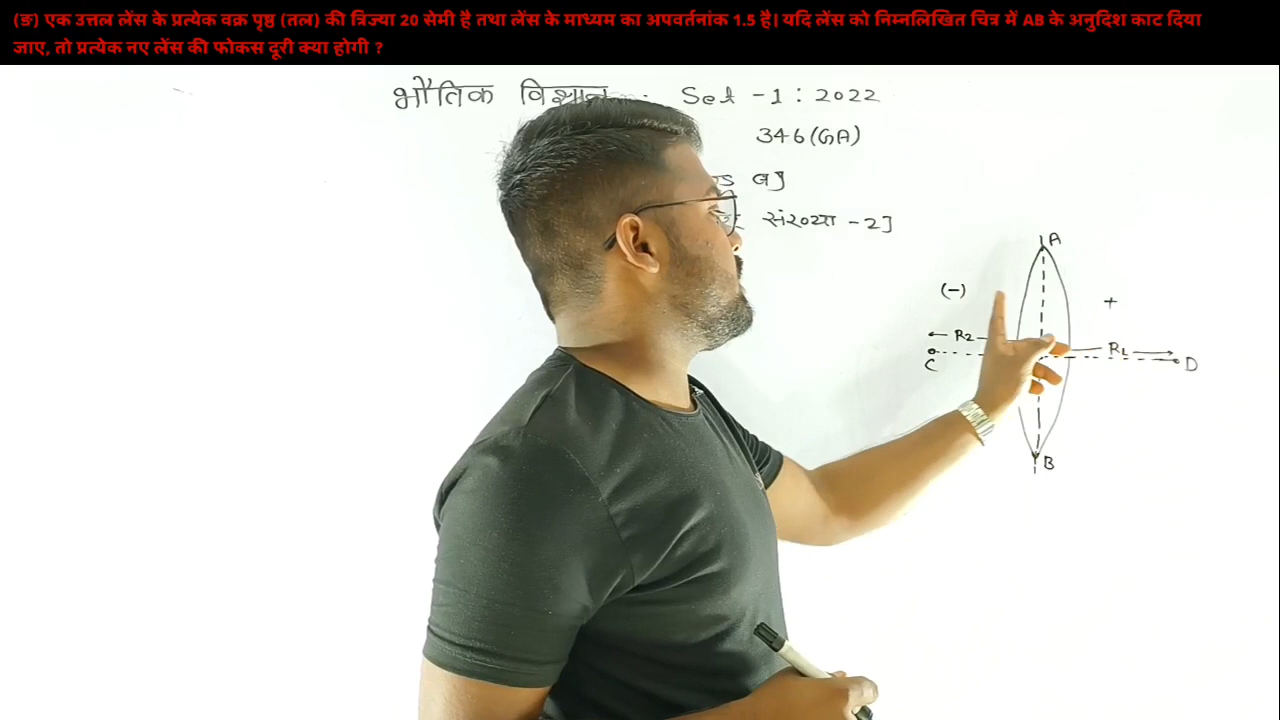 (ङ) एक उत्तल लेंस के प्रत्येक वक्र पृष्ठ (तल) की त्रिज्या 20 सेमी है तथा लेंस के माध्यम का अपवर्तनांक 1.5 है। यदि लेंस को निम्नलिखित चित्र में AB के अनुदिश काट दिया
जाए, तो प्रत्येक नए लेंस की फोकस दूरी क्या होगी ?
भौतिक विज्ञान Set -1 : 2022
346(GA)
ब]
संख्या -2]
A
(-) +
R2 R1
C D
B